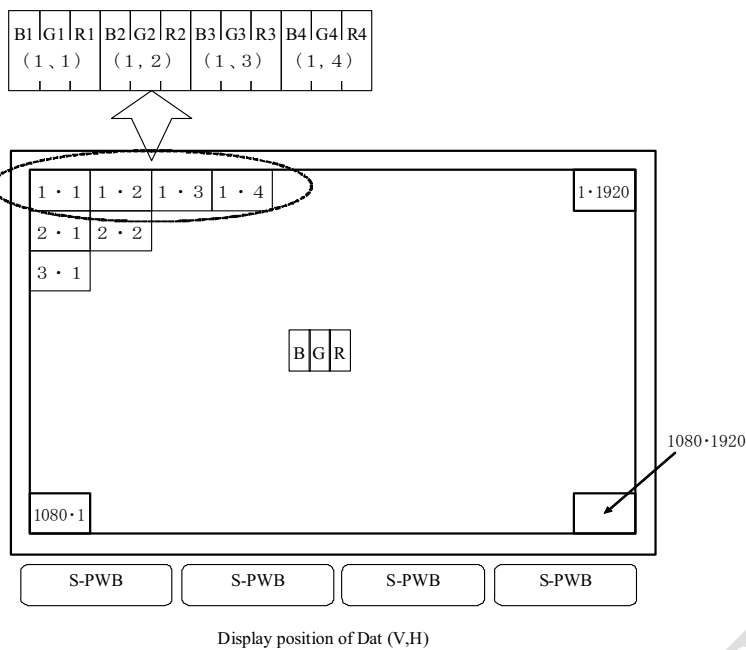 B1 G1 R1 B2 G2 R2 B3 G3 R3 B4 G4 R4
(1、1) (1, 2) (1、3) (1, 4)
1・1 1・2 1・3 1・4 1・1920
2・1 2・2
3・1
B G R
1080・1920
1080・1
S-PWB S-PWB S-PWB S-PWB
Display position of Dat (V,H)